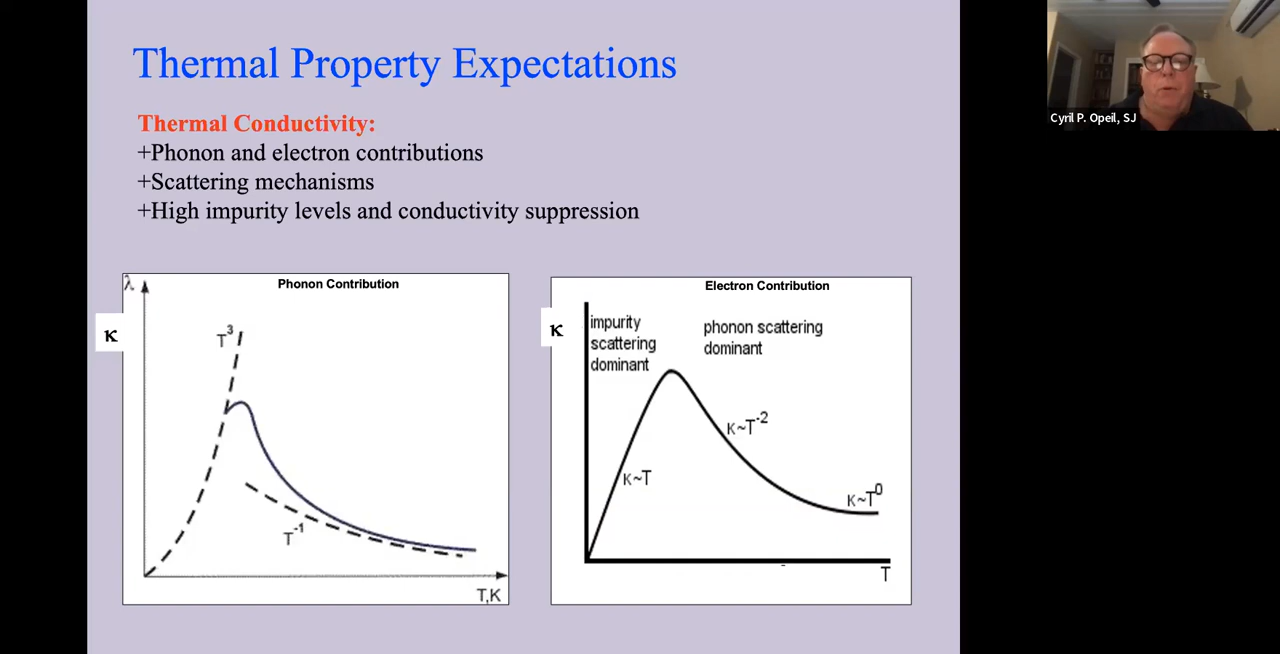 Thermal Property Expectations
Thermal Conductivity:
+Phonon and electron contributions
+Scattering mechanisms
+High impurity levels and conductivity suppression
Cyril P. Opeil, SJ
Phonon Contribution
λ
κ
T³
T⁻¹
T,K
Electron Contribution
κ
impurity
scattering
dominant
phonon scattering
dominant
K~T⁻²
K~T
K~T⁰
T